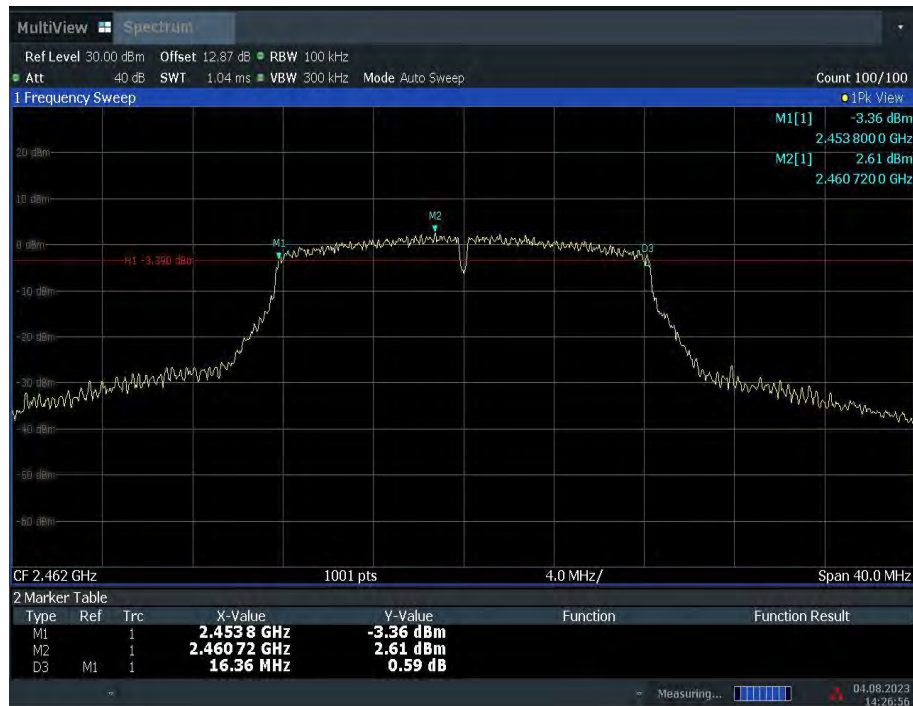 MultiView Spectrum
Ref Level 30.00 dBm Offset 12.87 dB RBW 100 kHz
Att 40 dB SWT 1.04 ms VBW 300 kHz Mode Auto Sweep Count 100/100
1 Frequency Sweep 1Pk View
M1[1] -3.36 dBm
2.453 800 0 GHz
M2[1] 2.61 dBm
2.460 720 0 GHz
20 dBm
10 dBm
M2
0 dBm
M1
D3
H1 -3.390 dBm
-10 dBm
-20 dBm
-30 dBm
-40 dBm
-50 dBm
-60 dBm
CF 2.462 GHz 1001 pts 4.0 MHz/ Span 40.0 MHz
2 Marker Table
Type Ref Trc X-Value Y-Value Function Function Result
M1 1 2.453 8 GHz -3.36 dBm
M2 1 2.460 72 GHz 2.61 dBm
D3 M1 1 16.36 MHz 0.59 dB
Measuring... 04.08.2023
14:26:56